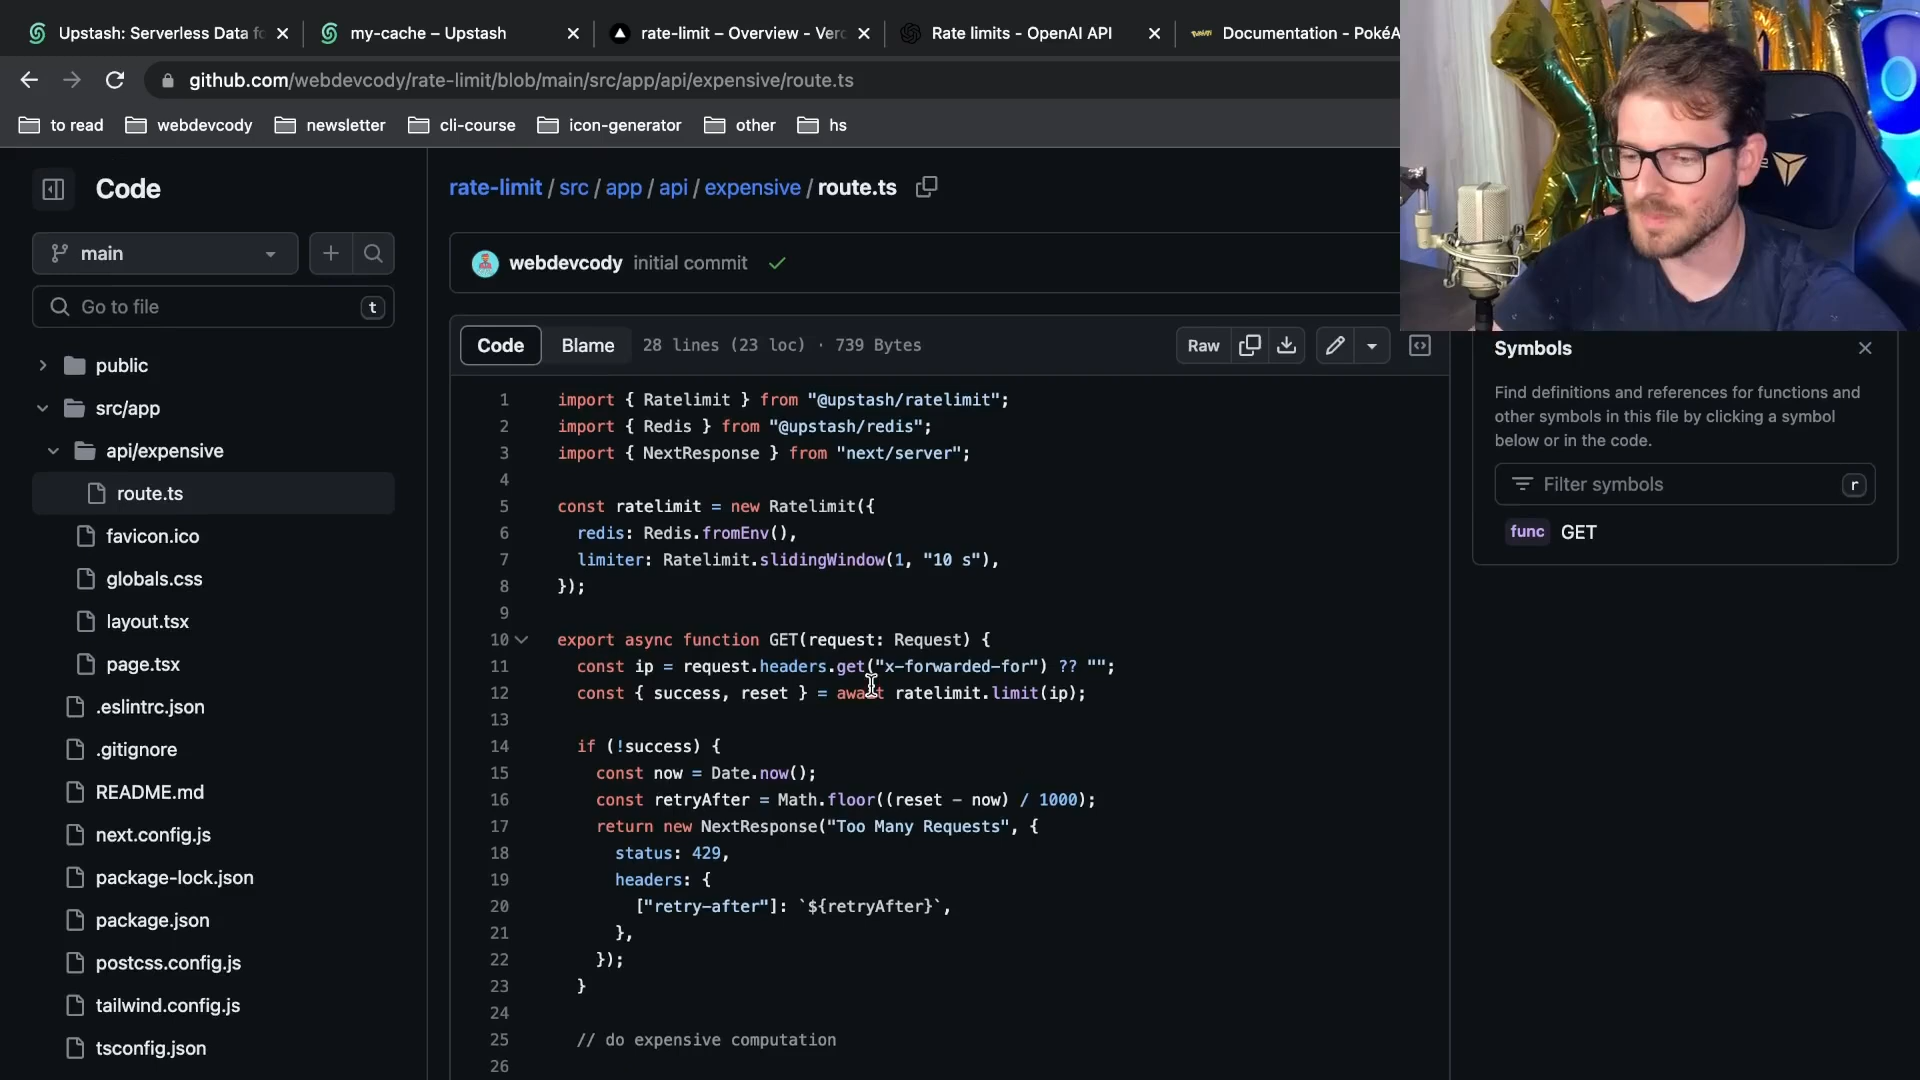 Upstash: Serverless Data fo
my-cache – Upstash
rate-limit – Overview - Verc
Rate limits - OpenAI API
Documentation - PokéA
github.com/webdevcody/rate-limit/blob/main/src/app/api/expensive/route.ts
to read
webdevcody
newsletter
cli-course
icon-generator
other
hs
Code
main
Go to file
t
public
src/app
api/expensive
route.ts
favicon.ico
globals.css
layout.tsx
page.tsx
.eslintrc.json
.gitignore
README.md
next.config.js
package-lock.json
package.json
postcss.config.js
tailwind.config.js
tsconfig.json
rate-limit / src / app / api / expensive / route.ts
webdevcody initial commit
Code
Blame
28 lines (23 loc) · 739 Bytes
Raw
1 import { Ratelimit } from "@upstash/ratelimit";
2 import { Redis } from "@upstash/redis";
3 import { NextResponse } from "next/server";
4
5 const ratelimit = new Ratelimit({
6 redis: Redis.fromEnv(),
7 limiter: Ratelimit.slidingWindow(1, "10 s"),
8 });
9
10 export async function GET(request: Request) {
11 const ip = request.headers.get("x-forwarded-for") ?? "";
12 const { success, reset } = await ratelimit.limit(ip);
13
14 if (!success) {
15 const now = Date.now();
16 const retryAfter = Math.floor((reset - now) / 1000);
17 return new NextResponse("Too Many Requests", {
18 status: 429,
19 headers: {
20 ["retry-after"]: `${retryAfter}`,
21 },
22 });
23 }
24
25 // do expensive computation
26
Symbols
Find definitions and references for functions and
other symbols in this file by clicking a symbol
below or in the code.
Filter symbols
r
func GET